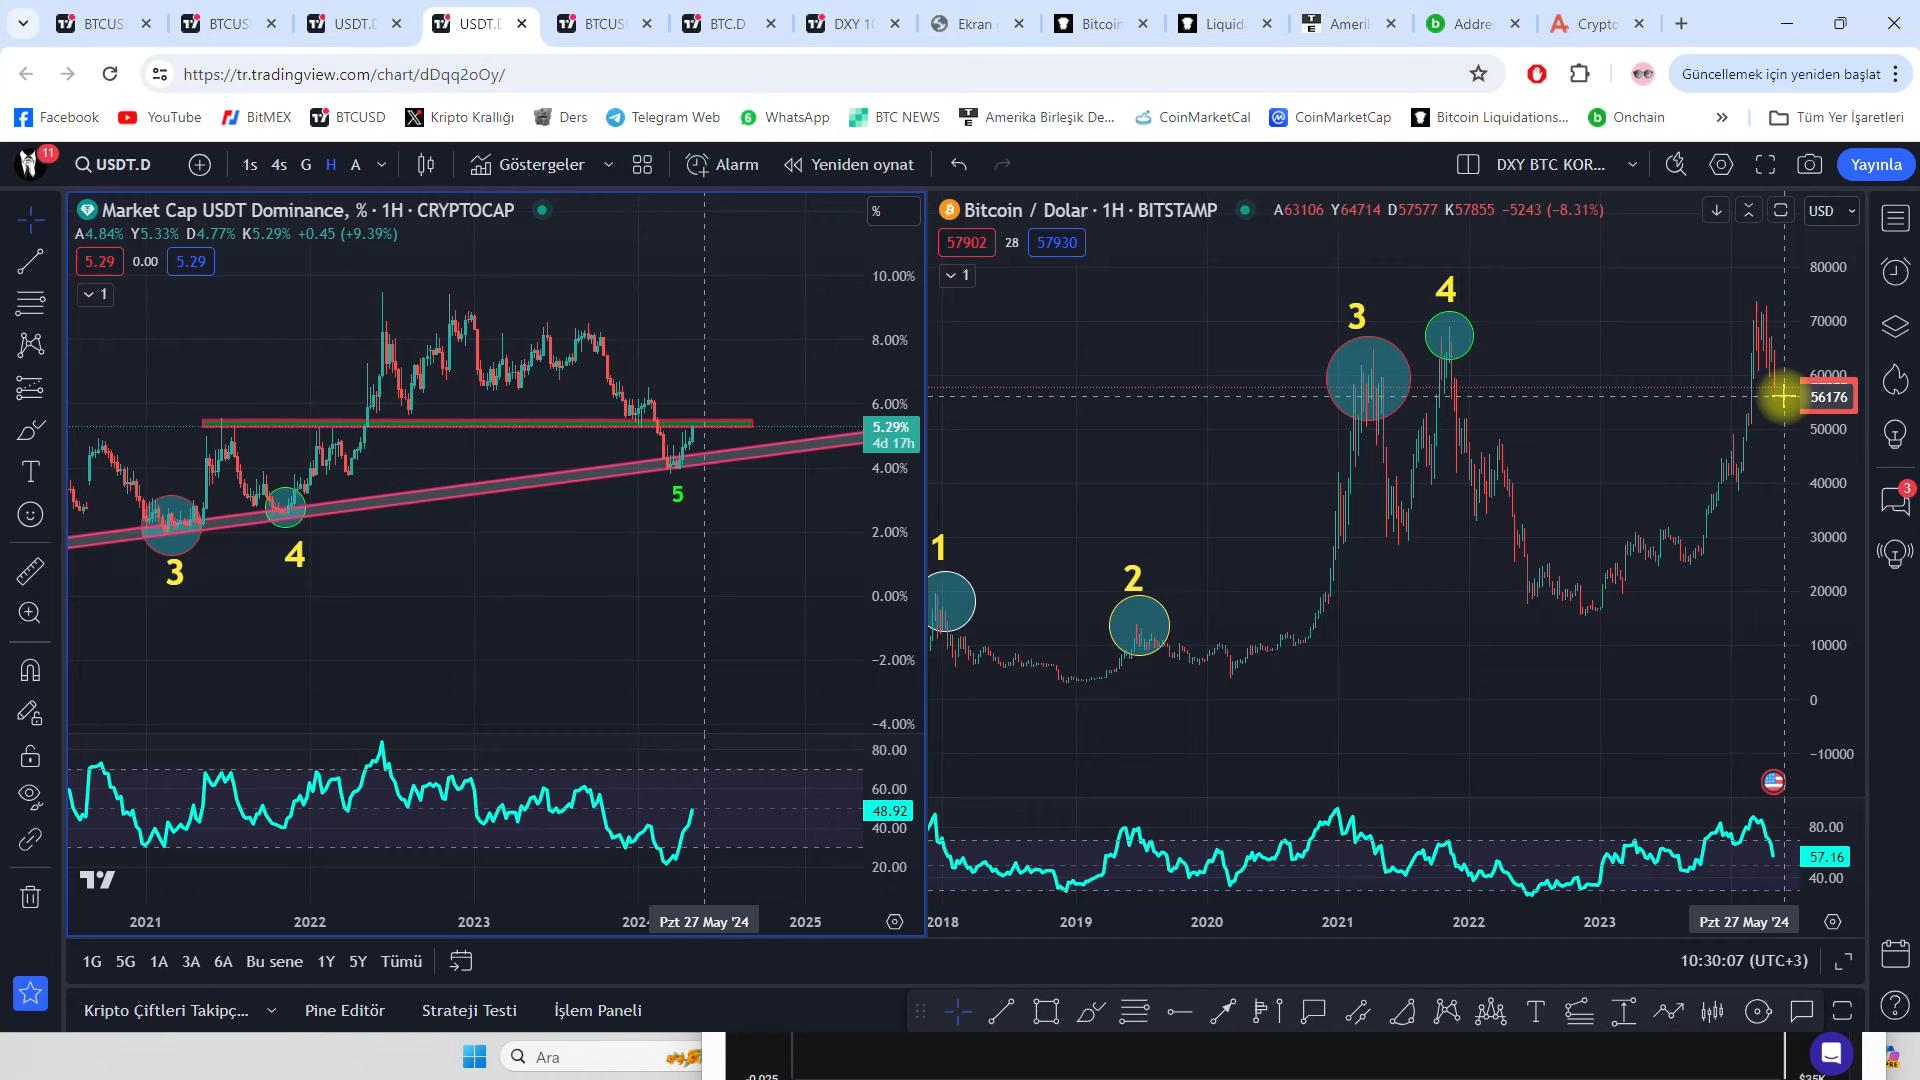 BTCUS
BTCUS
USDT.D
USDT.D
BTCUS
BTC.D
DXY 10
Ekran
Bitcoin
Liquid
Ameri
Addre
Crypto
https://tr.tradingview.com/chart/dDqq2oOy/
Güncellemek için yeniden başlat
Facebook
YouTube
BitMEX
BTCUSD
Kripto Krallığı
Ders
Telegram Web
WhatsApp
BTC NEWS
Amerika Birleşik De...
CoinMarketCal
CoinMarketCap
Bitcoin Liquidations...
Onchain
Tüm Yer İşaretleri
11
USDT.D
1s 4s G H A
Göstergeler
Alarm
Yeniden oynat
DXY BTC KOR...
Yayınla
Market Cap USDT Dominance, % · 1H · CRYPTOCAP
%
A4.84% Y5.33% D4.77% K5.29% +0.45 (+9.39%)
5.29 0.00 5.29
1
10.00%
8.00%
6.00%
5.29%
4d 17h
4.00%
2.00%
0.00%
−2.00%
−4.00%
3
4
5
80.00
60.00
48.92
40.00
20.00
2021 2022 2023 2024 Pzt 27 May '24 2025
Bitcoin / Dolar · 1H · BITSTAMP
A63106 Y64714 D57577 K57855 −5243 (−8.31%)
USD
57902 28 57930
1
80000
70000
60000
56176
50000
40000
30000
20000
10000
0
−10000
1
2
3
4
80.00
57.16
40.00
2018 2019 2020 2021 2022 2023 Pzt 27 May '24
3
1G 5G 1A 3A 6A Bu sene 1Y 5Y Tümü
10:30:07 (UTC+3)
Kripto Çiftleri Takipç...
Pine Editör
Strateji Testi
İşlem Paneli
Ara
-0.025
$35K